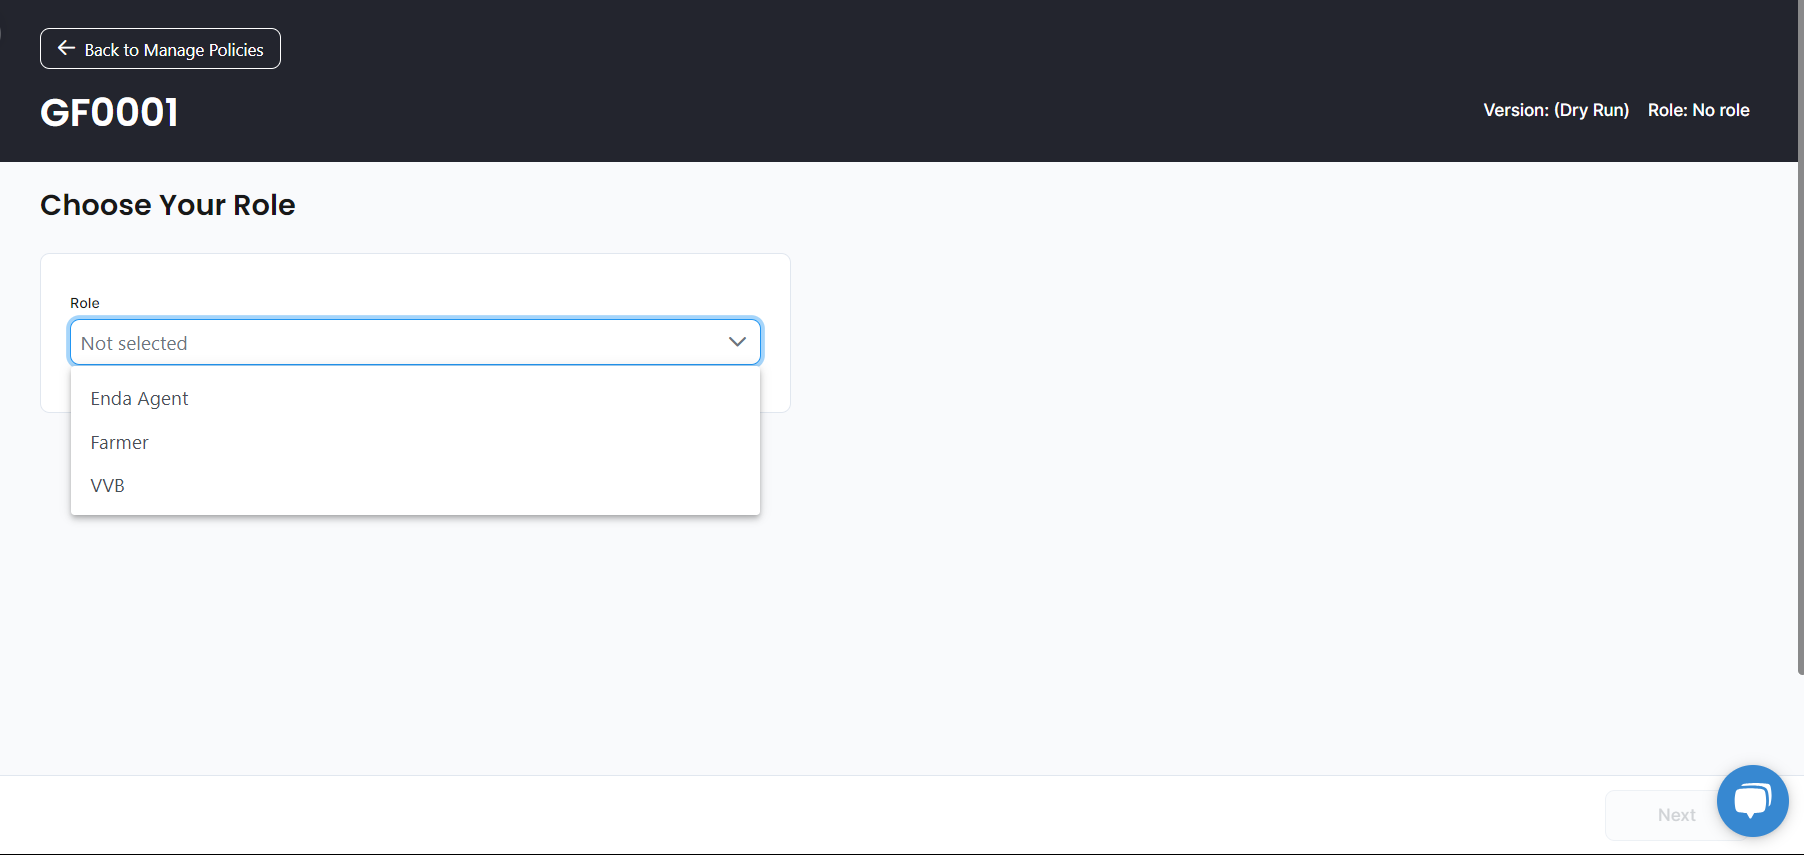 Back to Manage Policies
GF0001
Version: (Dry Run) Role: No role
Choose Your Role
Role
Not selected
Enda Agent
Farmer
VVB
Next